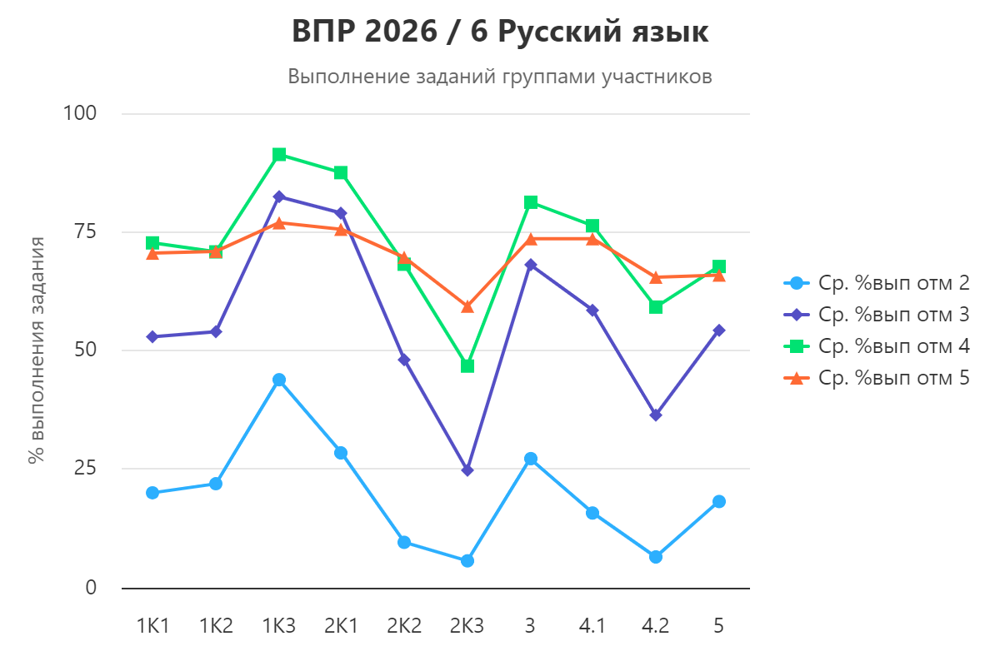 ВПР 2026 / 6 Русский язык
Выполнение заданий группами участников
% выполнения задания
100
75
50
25
0
1К1 1К2 1К3 2К1 2К2 2К3 3 4.1 4.2 5
Ср. %вып отм 2
Ср. %вып отм 3
Ср. %вып отм 4
Ср. %вып отм 5